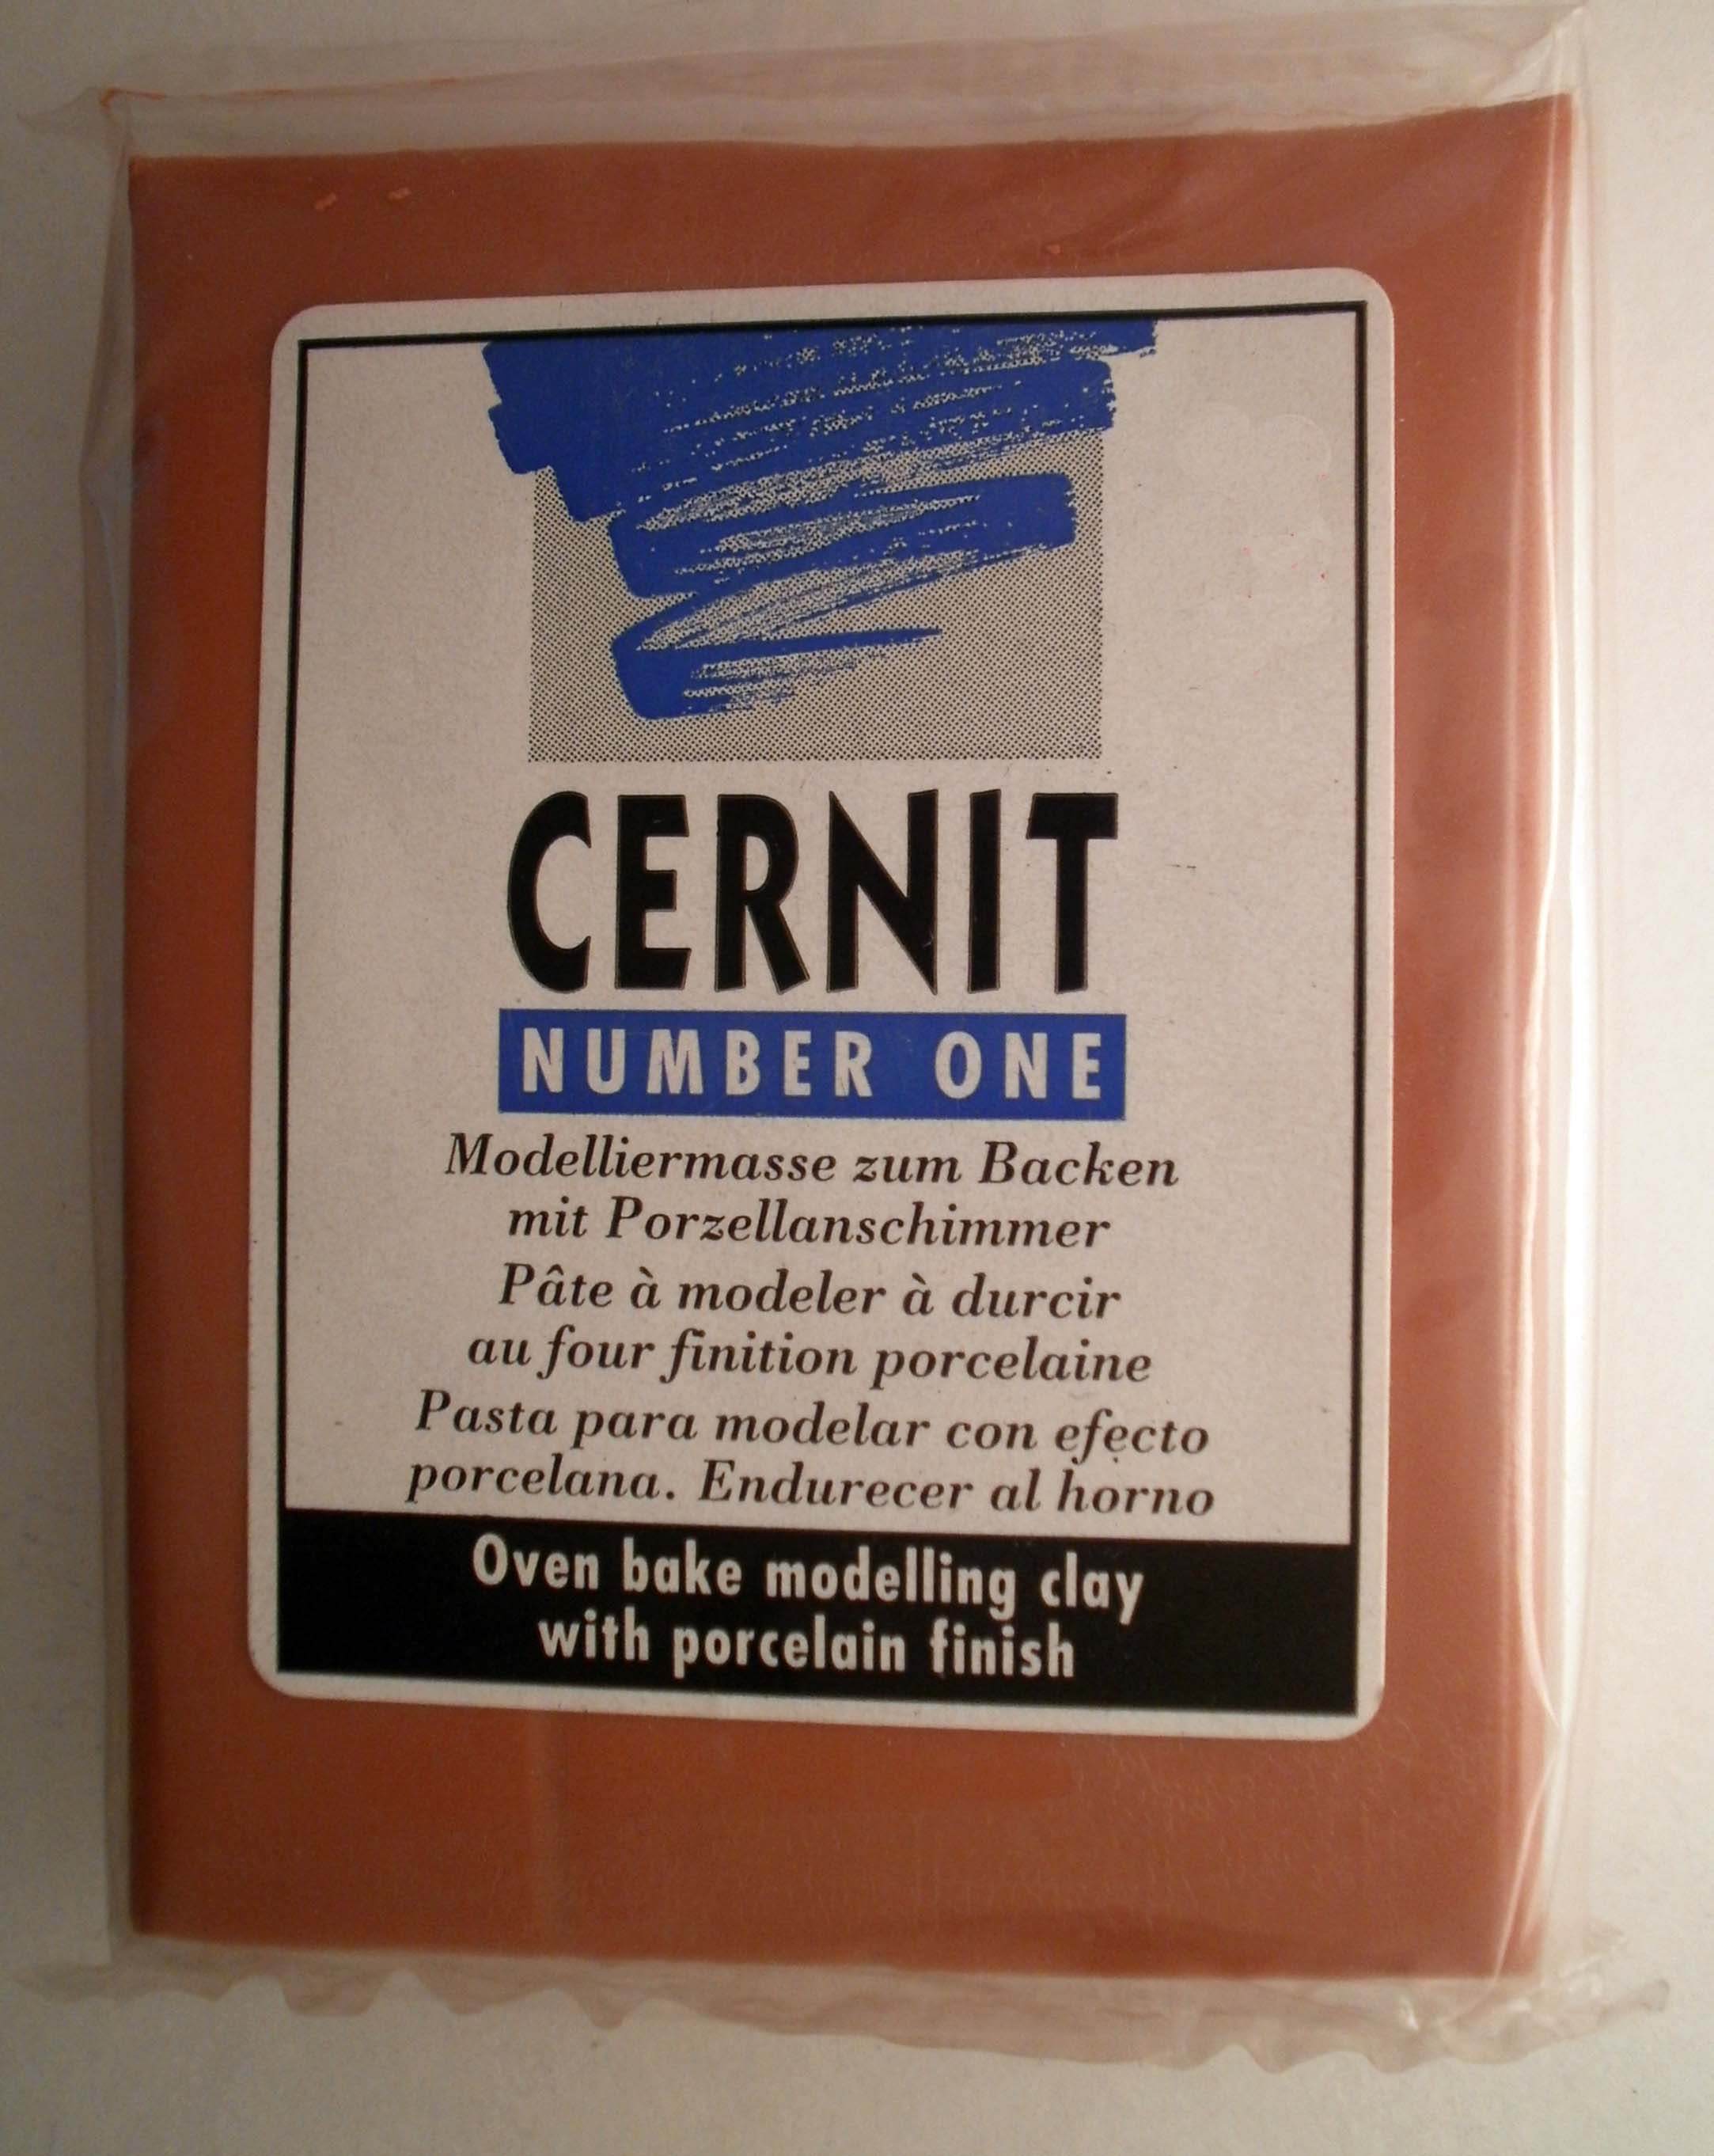 CERNIT
NUMBER ONE
Modelliermasse zum Backen
mit Porzellanschimmer
Pâte à modeler à durcir
au four finition porcelaine
Pasta para modelar con efecto
porcelana. Endurecer al horno
Oven bake modelling clay
with porcelain finish